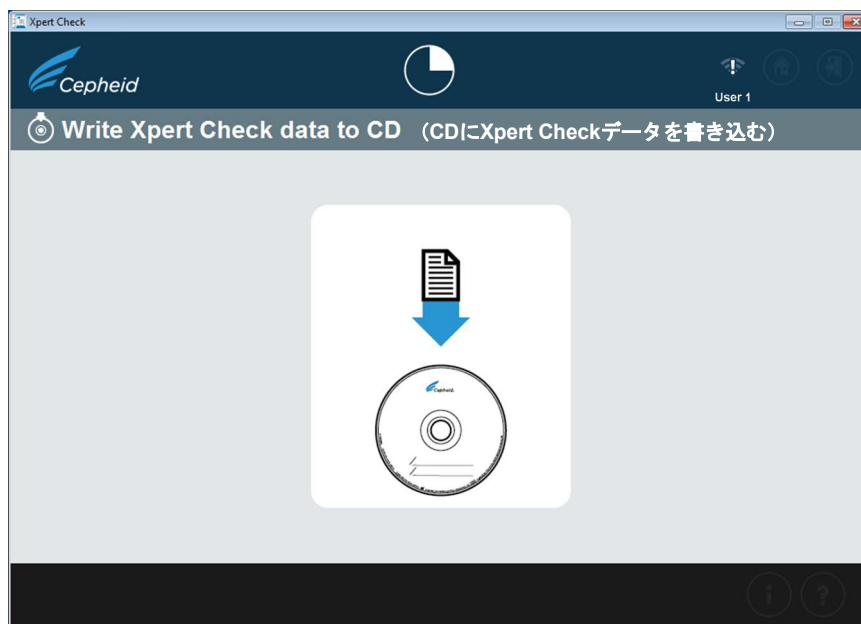 Xpert Check
Cepheid
User 1
Write Xpert Check data to CD （CDにXpert Checkデータを書き込む）
Cepheid.
i ?